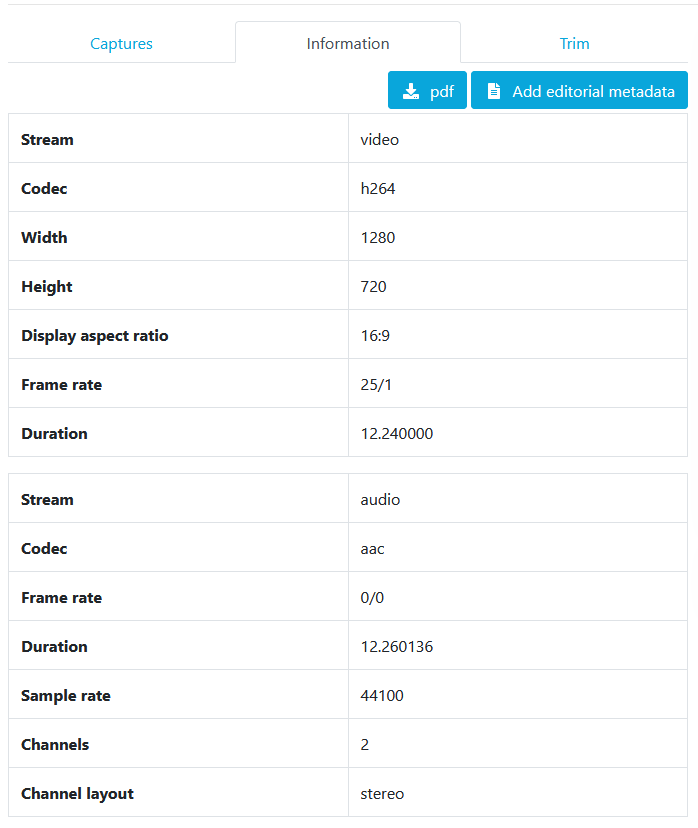 Captures Information Trim
pdf Add editorial metadata
Stream video
Codec h264
Width 1280
Height 720
Display aspect ratio 16:9
Frame rate 25/1
Duration 12.240000
Stream audio
Codec aac
Frame rate 0/0
Duration 12.260136
Sample rate 44100
Channels 2
Channel layout stereo